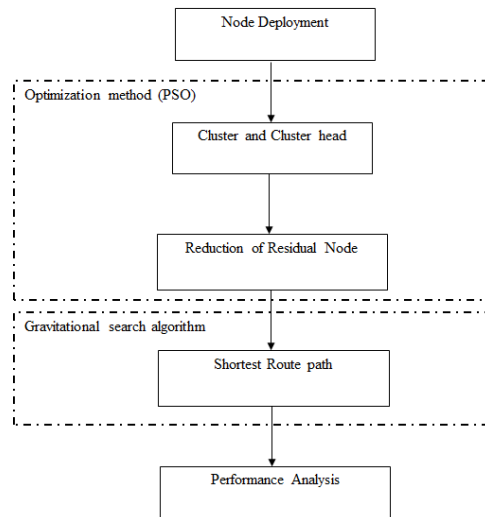 Node Deployment
Optimization method (PSO)
Cluster and Cluster head
Reduction of Residual Node
Gravitational search algorithm
Shortest Route path
Performance Analysis